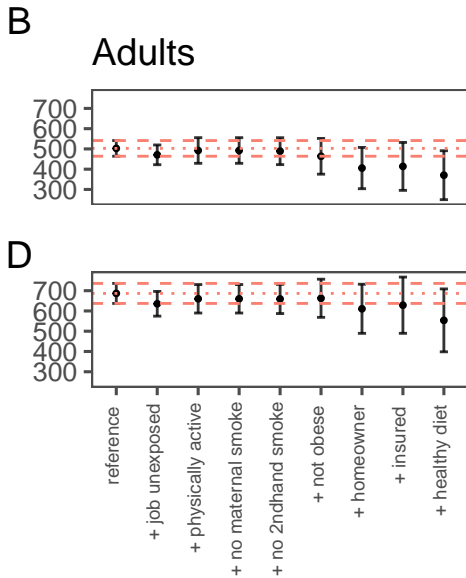 B
Adults
700
600
500
400
300
D
700
600
500
400
300
reference
+ job unexposed
+ physically active
+ no maternal smoke
+ no 2ndhand smoke
+ not obese
+ homeowner
+ insured
+ healthy diet